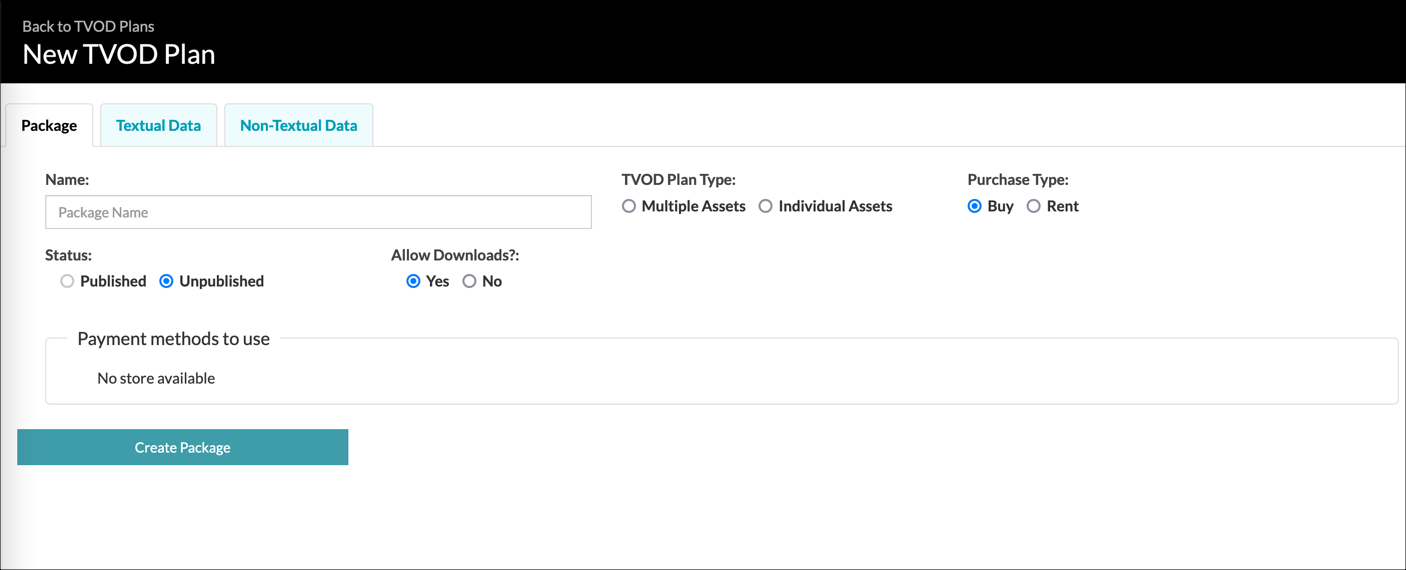 Back to TVOD Plans
New TVOD Plan
Package Textual Data Non-Textual Data
Name: TVOD Plan Type: Purchase Type:
Package Name Multiple Assets Individual Assets Buy Rent
Status: Allow Downloads?:
Published Unpublished Yes No
Payment methods to use
No store available
Create Package